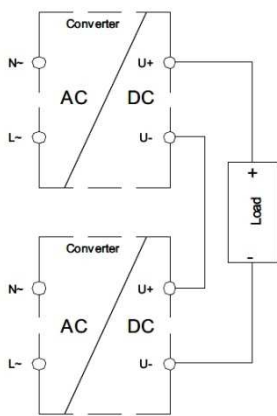 Converter
N~ U+
AC DC
L~ U-
+
Load
-
Converter
N~ U+
AC DC
L~ U-